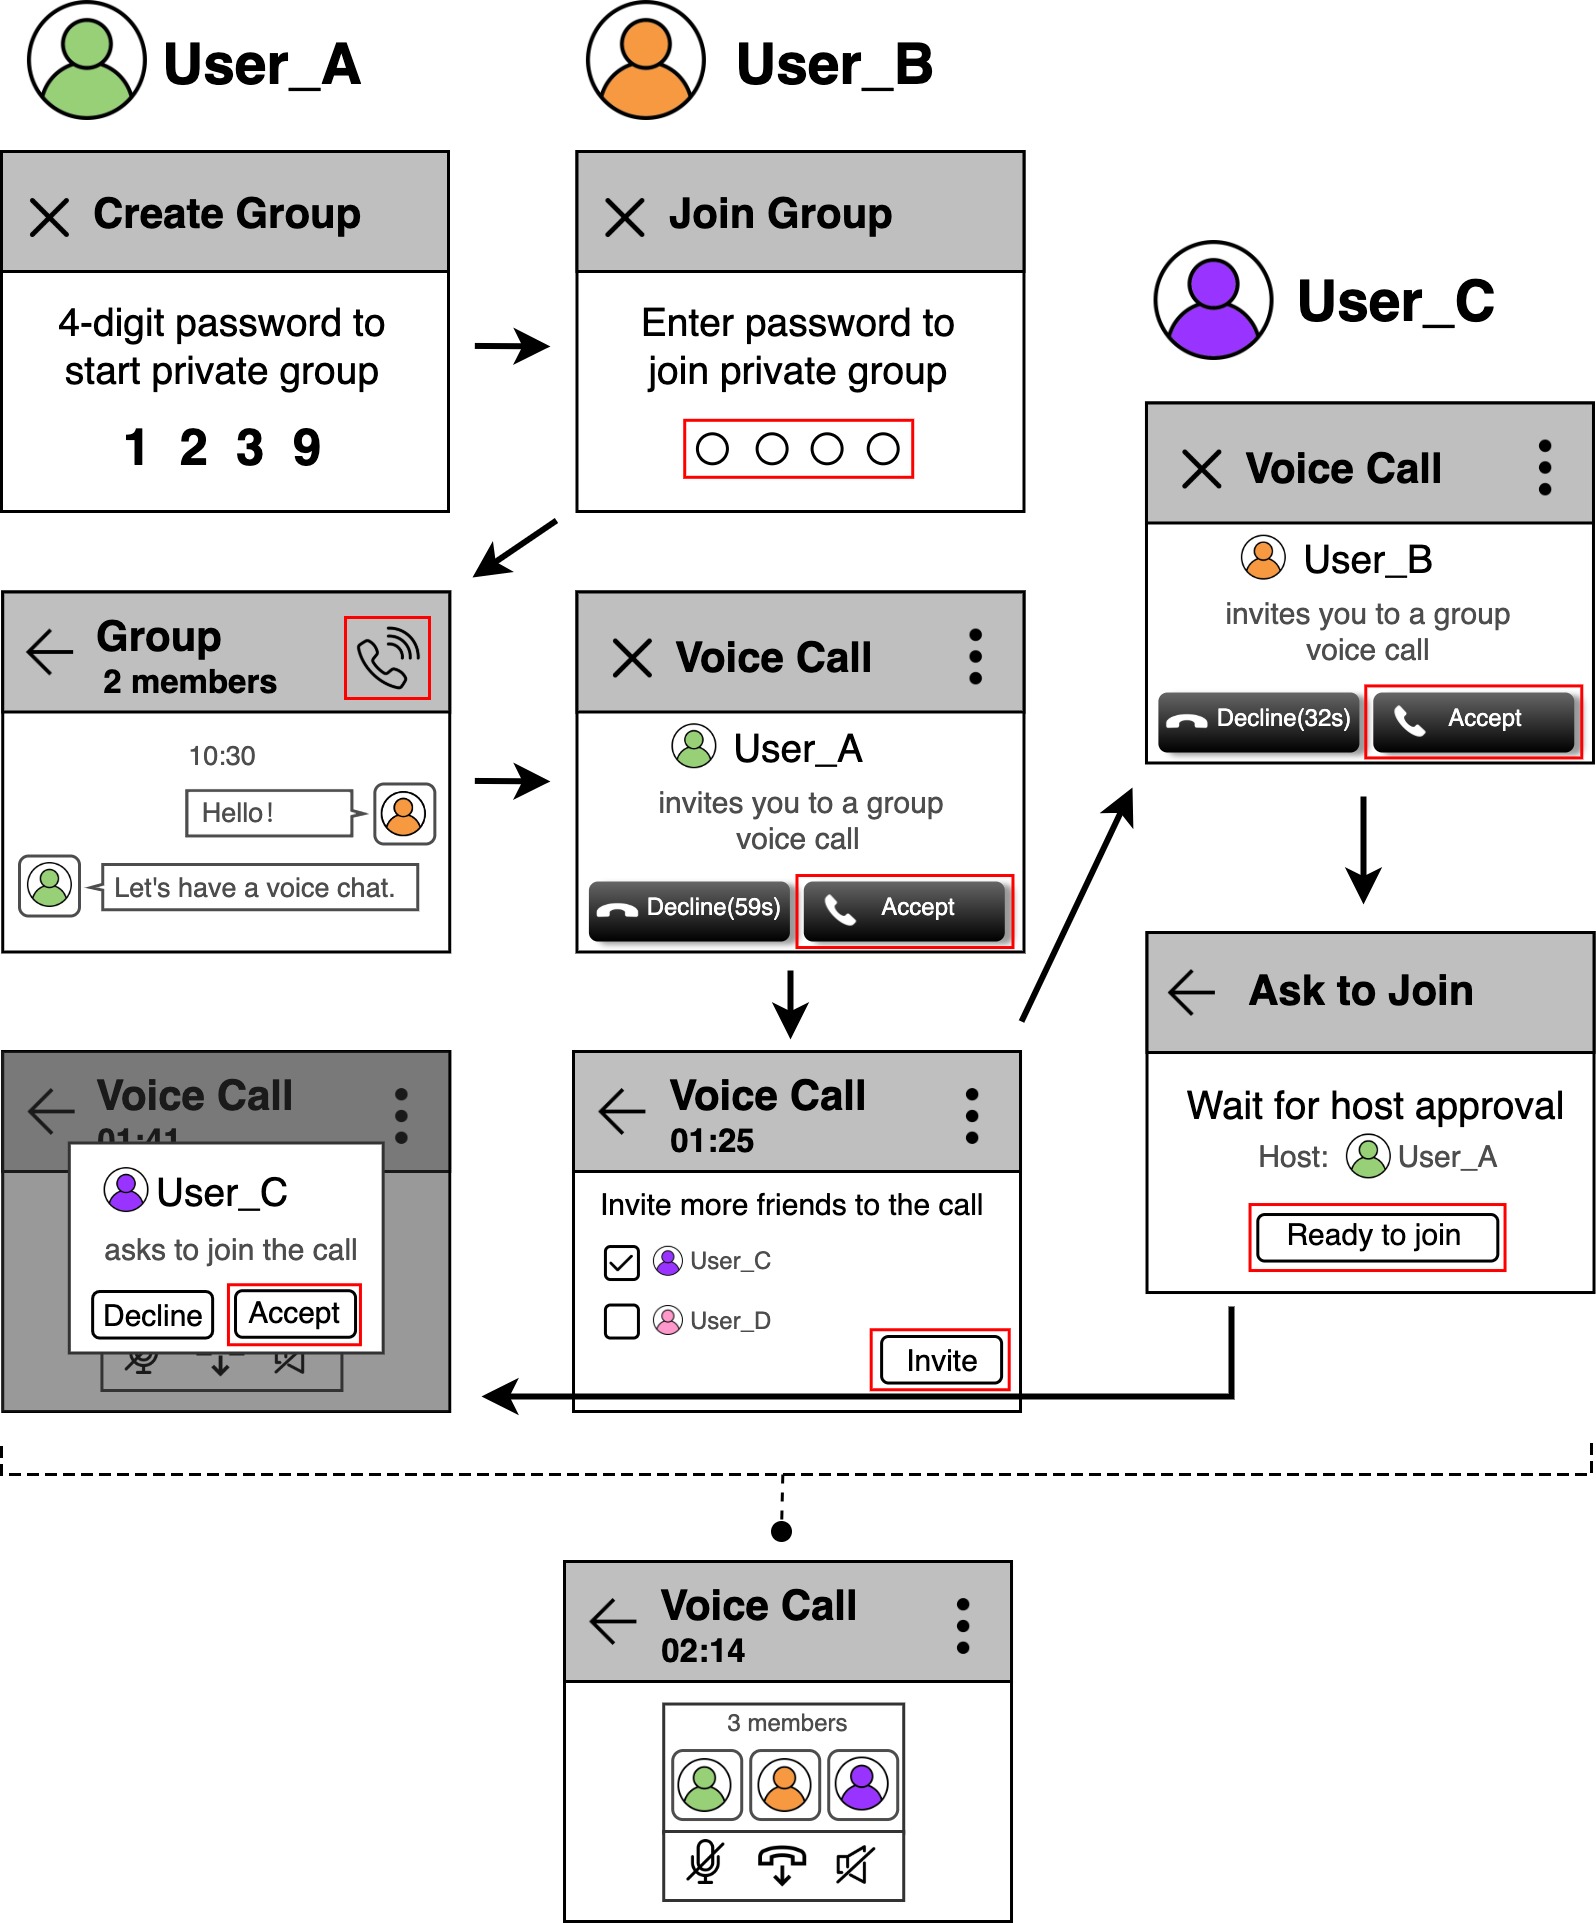 User_A
User_B
Create Group
4-digit password to
start private group
1 2 3 9
Join Group
Enter password to
join private group
User_C
Voice Call
User_B
invites you to a group
voice call
Decline(32s)
Accept
Group
2 members
10:30
Hello!
Let's have a voice chat.
Voice Call
User_A
invites you to a group
voice call
Decline(59s)
Accept
Ask to Join
Wait for host approval
Host: User_A
Ready to join
Voice Call
01:41
User_C
asks to join the call
Decline
Accept
Voice Call
01:25
Invite more friends to the call
User_C
User_D
Invite
Voice Call
02:14
3 members